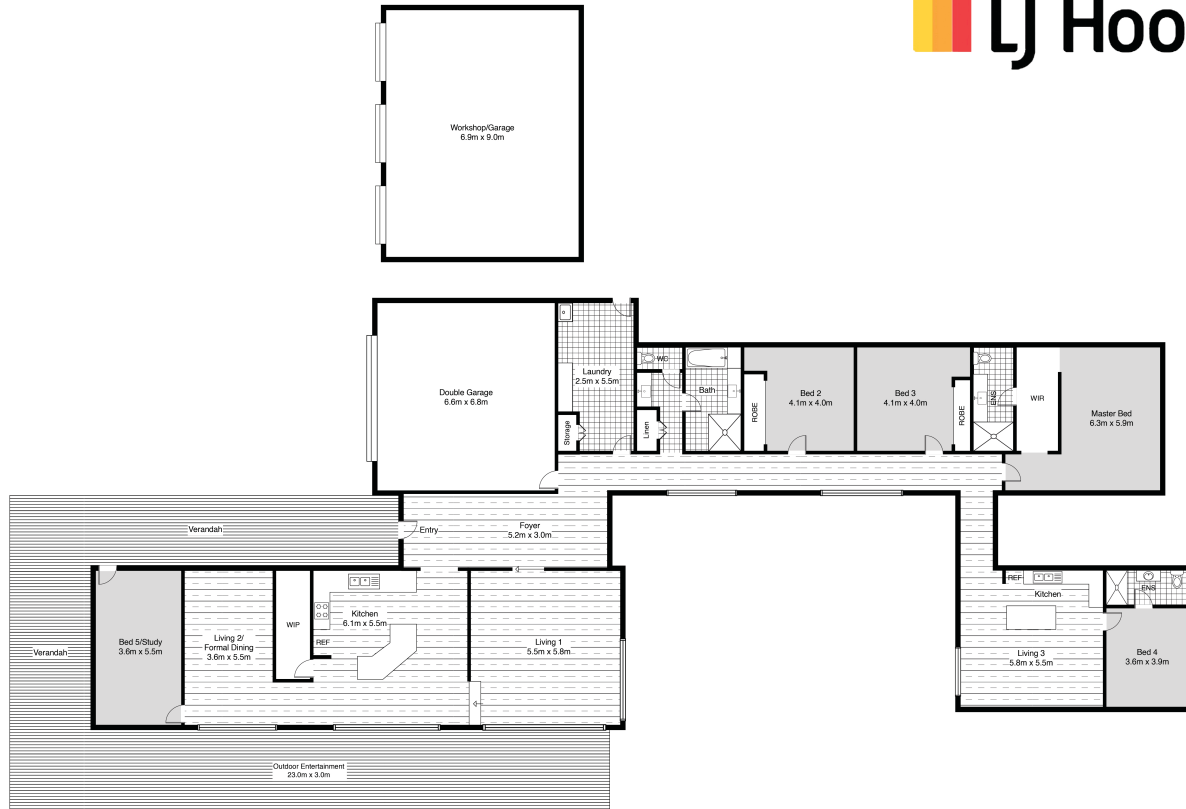 LJ Hoo
Workshop/Garage
6.9m x 9.0m
Double Garage
6.6m x 6.8m
Laundry
2.5m x 5.5m
Storage
WC
Linen
Bath
ROBE
Bed 2
4.1m x 4.0m
Bed 3
4.1m x 4.0m
ROBE
ENS
WIR
Master Bed
6.3m x 5.9m
Verandah
Entry
Foyer
5.2m x 3.0m
Verandah
Bed 5/Study
3.6m x 5.5m
Living 2/
Formal Dining
3.6m x 5.5m
WIP
Kitchen
6.1m x 5.5m
REF
Living 1
5.5m x 5.8m
REF
Kitchen
Living 3
5.8m x 5.5m
ENS
Bed 4
3.6m x 3.9m
Outdoor Entertainment
23.0m x 3.0m